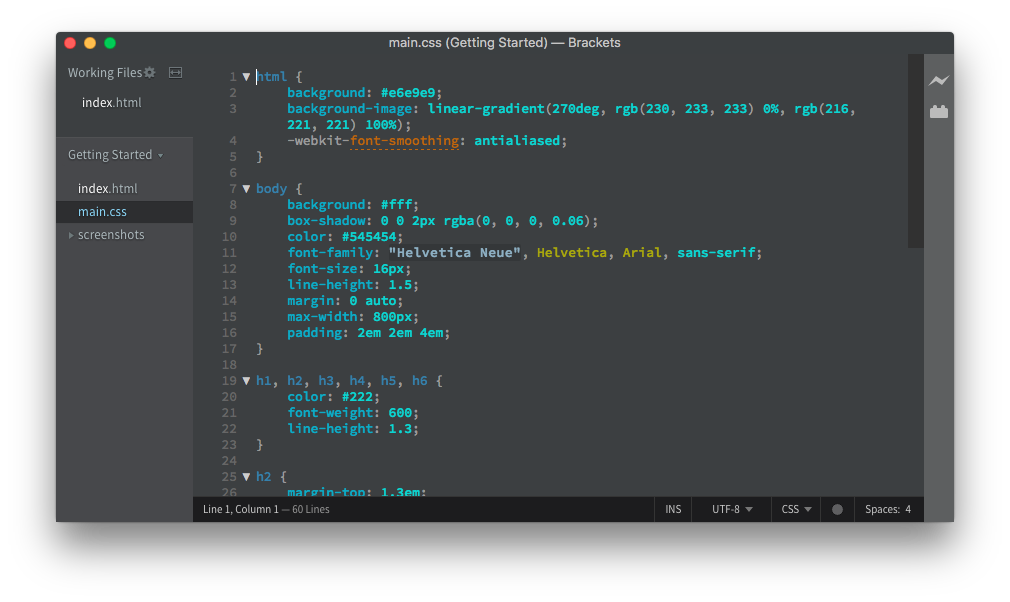 main.css (Getting Started) — Brackets
Working Files
index.html
Getting Started
index.html
main.css
screenshots
1 html {
2 background: #e6e9e9;
3 background-image: linear-gradient(270deg, rgb(230, 233, 233) 0%, rgb(216,
221, 221) 100%);
4 -webkit-font-smoothing: antialiased;
5 }
6
7 body {
8 background: #fff;
9 box-shadow: 0 0 2px rgba(0, 0, 0, 0.06);
10 color: #545454;
11 font-family: "Helvetica Neue", Helvetica, Arial, sans-serif;
12 font-size: 16px;
13 line-height: 1.5;
14 margin: 0 auto;
15 max-width: 800px;
16 padding: 2em 2em 4em;
17 }
18
19 h1, h2, h3, h4, h5, h6 {
20 color: #222;
21 font-weight: 600;
22 line-height: 1.3;
23 }
24
25 h2 {
26 margin-top: 1.3em;
Line 1, Column 1 — 60 Lines
INS
UTF-8
CSS
Spaces: 4